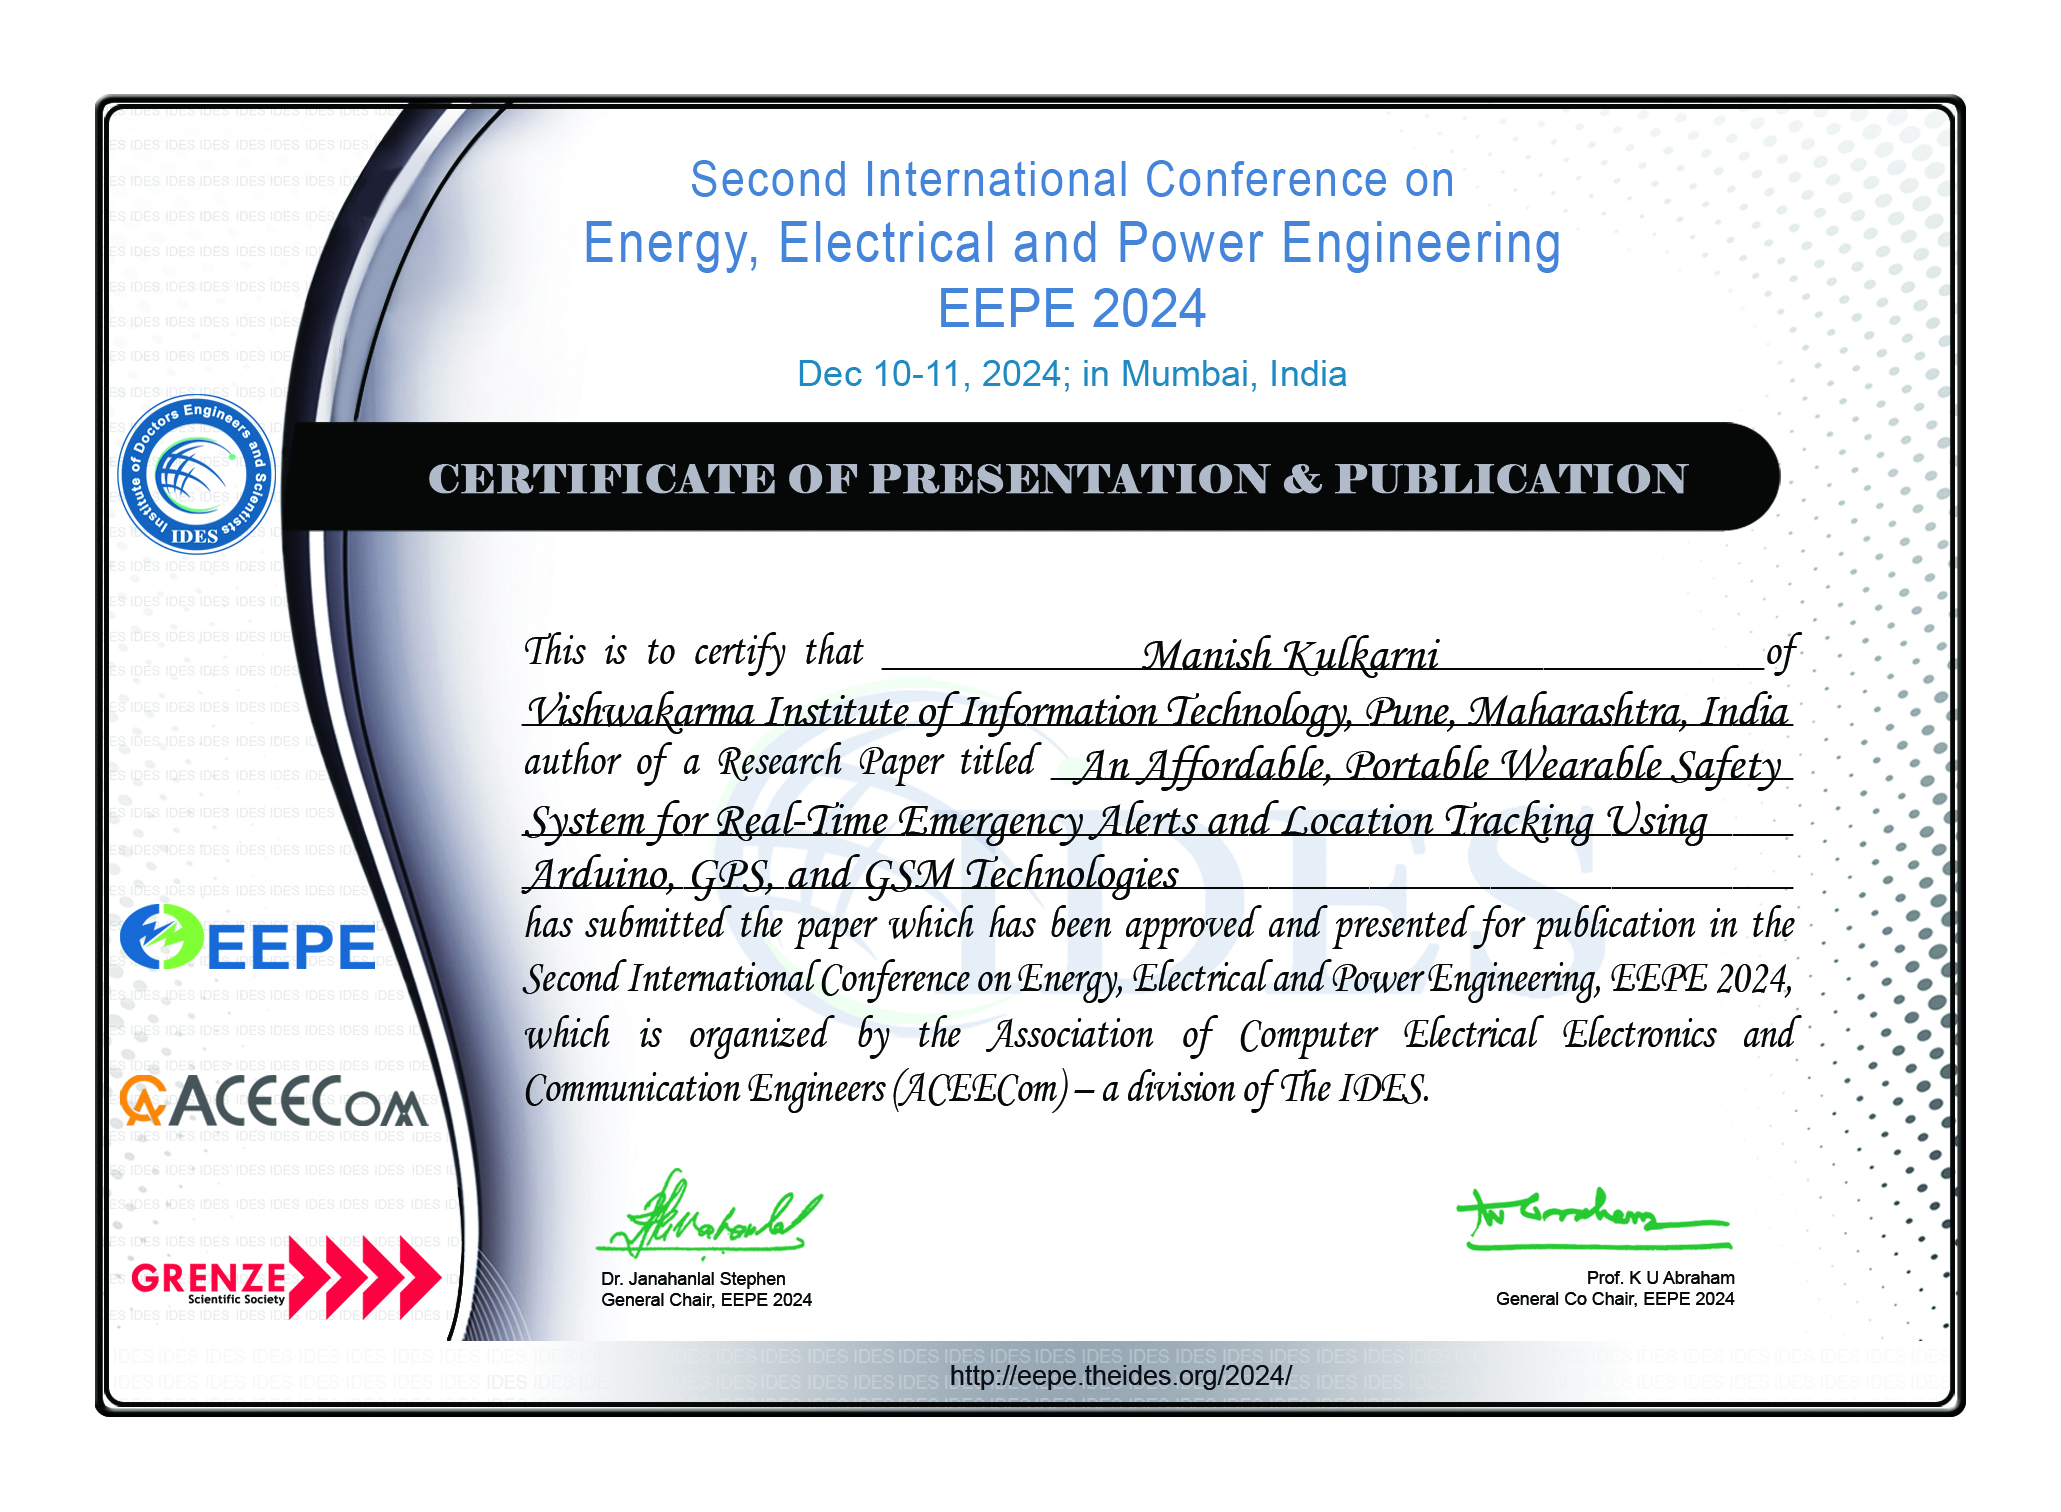 Second International Conference on
Energy, Electrical and Power Engineering
EEPE 2024
Dec 10-11, 2024; in Mumbai, India
Institute of Doctors Engineers and Scientists
IDES
CERTIFICATE OF PRESENTATION & PUBLICATION
This is to certify that Manish Kulkarni of
Vishwakarma Institute of Information Technology, Pune, Maharashtra, India
author of a Research Paper titled An Affordable, Portable Wearable Safety
System for Real-Time Emergency Alerts and Location Tracking Using
Arduino, GPS, and GSM Technologies
has submitted the paper which has been approved and presented for publication in the
Second International Conference on Energy, Electrical and Power Engineering, EEPE 2024,
which is organized by the Association of Computer Electrical Electronics and
Communication Engineers (ACEECom) – a division of The IDES.
IDES
EEPE
ACEECOM
GRENZE
Scientific Society
Dr. Janahanlal Stephen
General Chair, EEPE 2024
Prof. K U Abraham
General Co Chair, EEPE 2024
http://eepe.theides.org/2024/